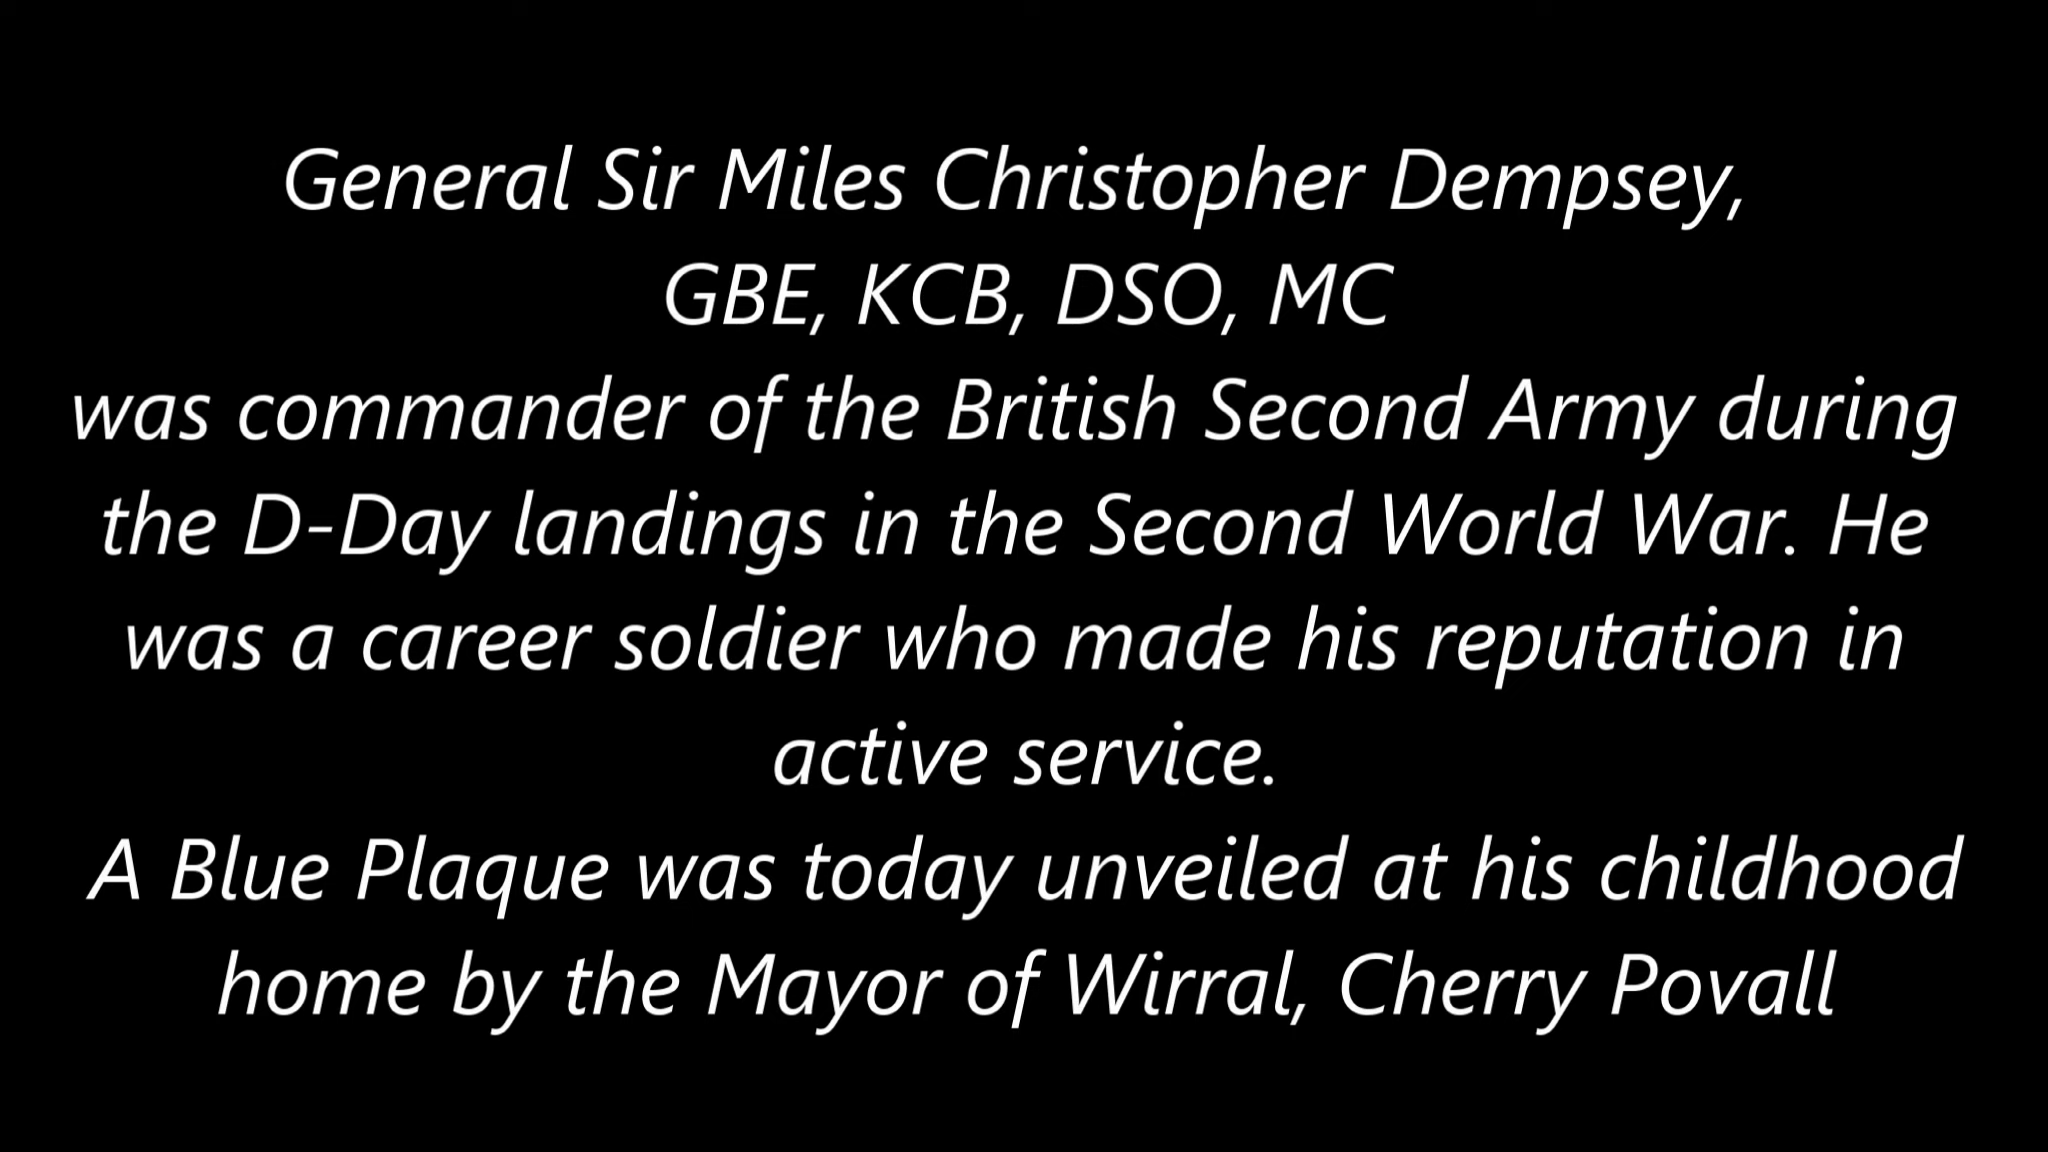 General Sir Miles Christopher Dempsey,
GBE, KCB, DSO, MC
was commander of the British Second Army during
the D-Day landings in the Second World War. He
was a career soldier who made his reputation in
active service.
A Blue Plaque was today unveiled at his childhood
home by the Mayor of Wirral, Cherry Povall